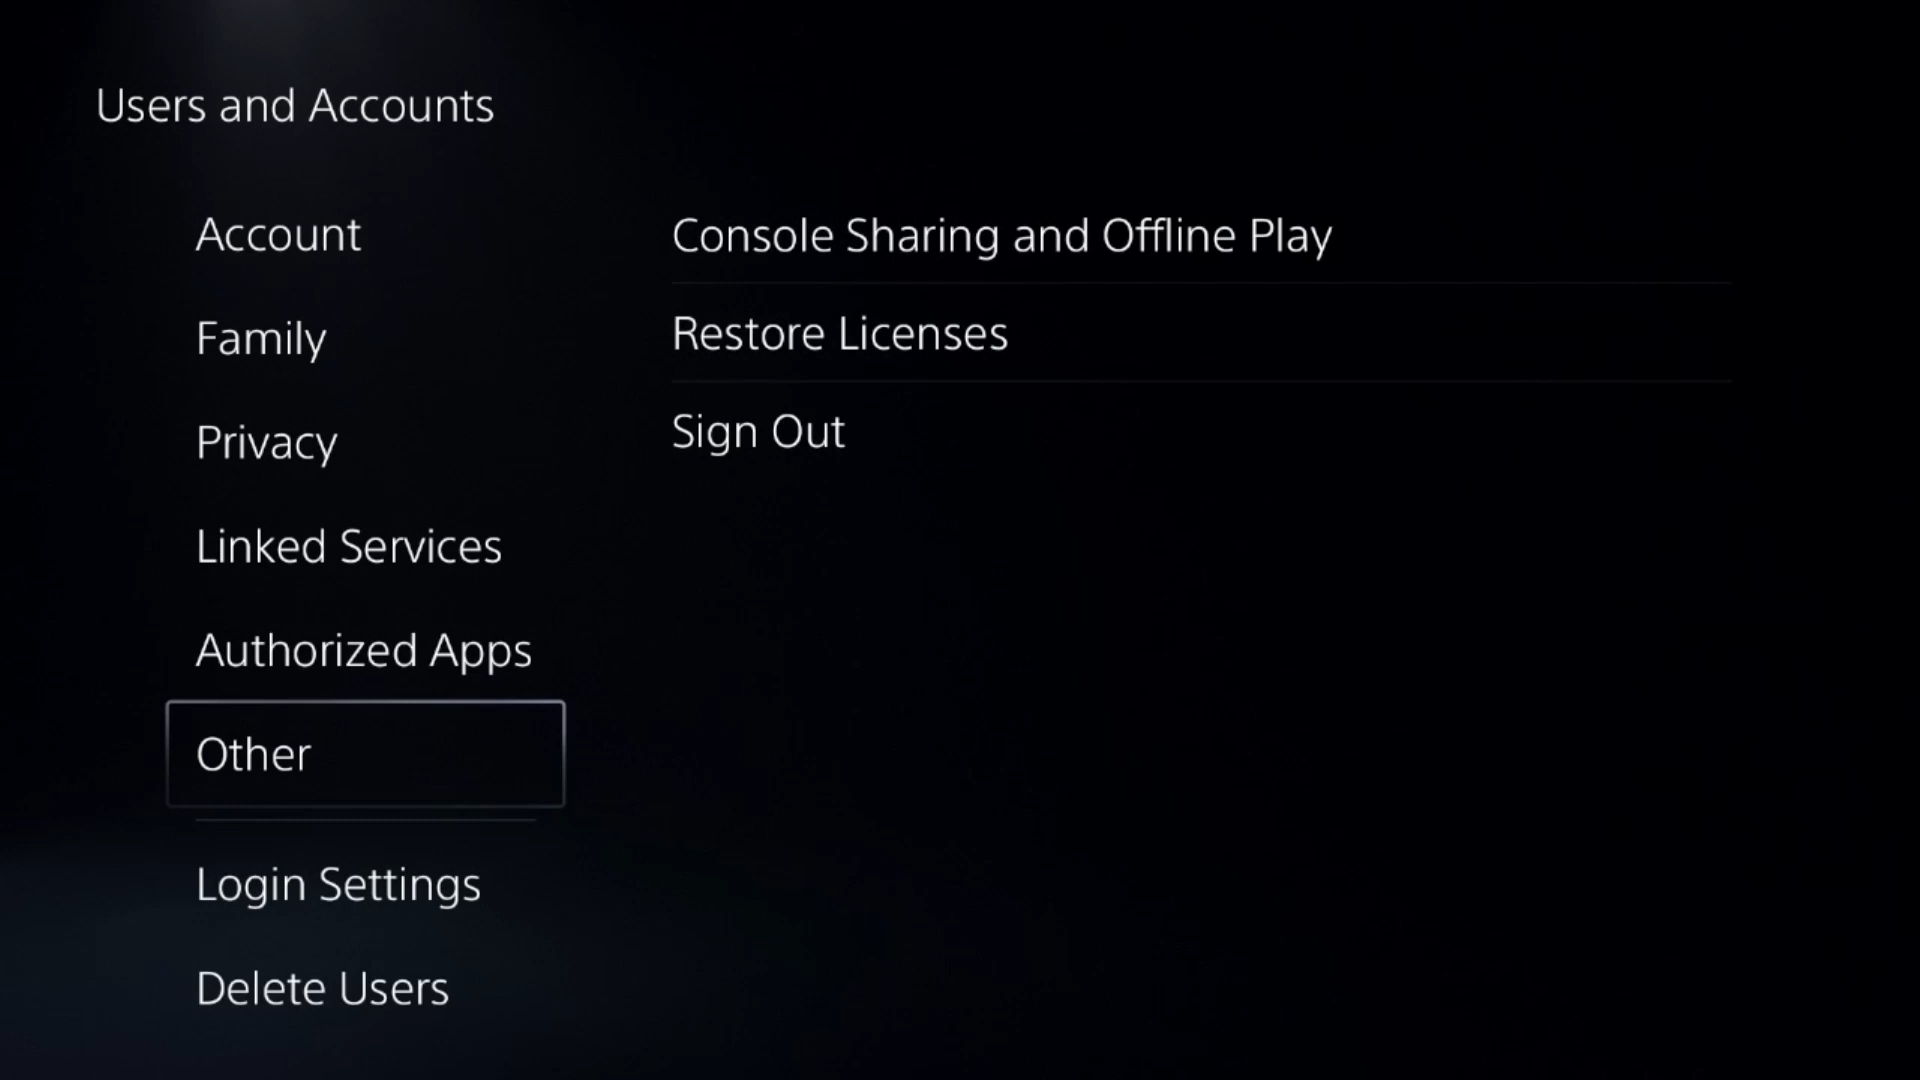 Users and Accounts
Account
Family
Privacy
Linked Services
Authorized Apps
Other
Login Settings
Delete Users
Console Sharing and Offline Play
Restore Licenses
Sign Out